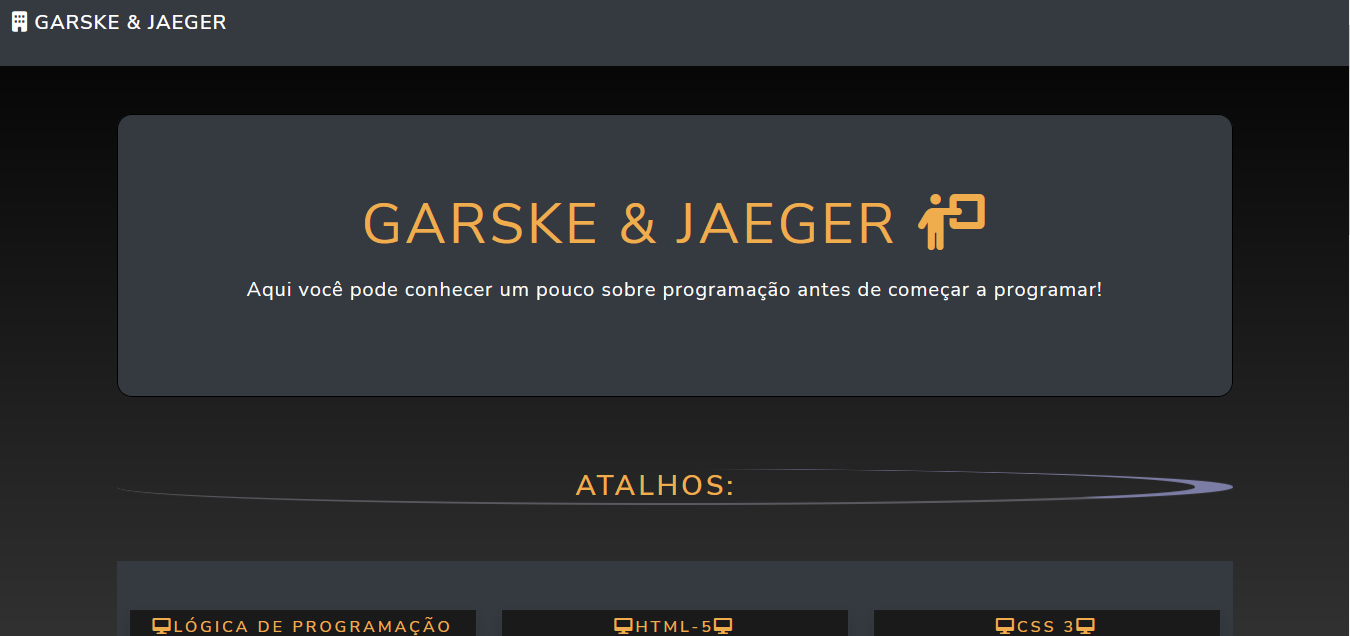 GARSKE & JAEGER
GARSKE & JAEGER
Aqui você pode conhecer um pouco sobre programação antes de começar a programar!
ATALHOS:
LÓGICA DE PROGRAMAÇÃO
HTML-5
CSS 3